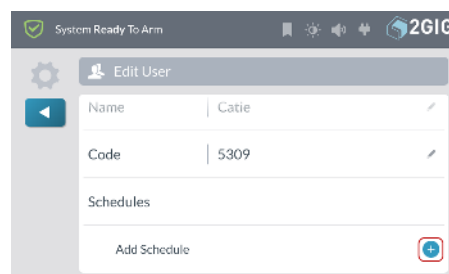 System Ready To Arm
2GIG
Edit User
Name Catie
Code 5309
Schedules
Add Schedule